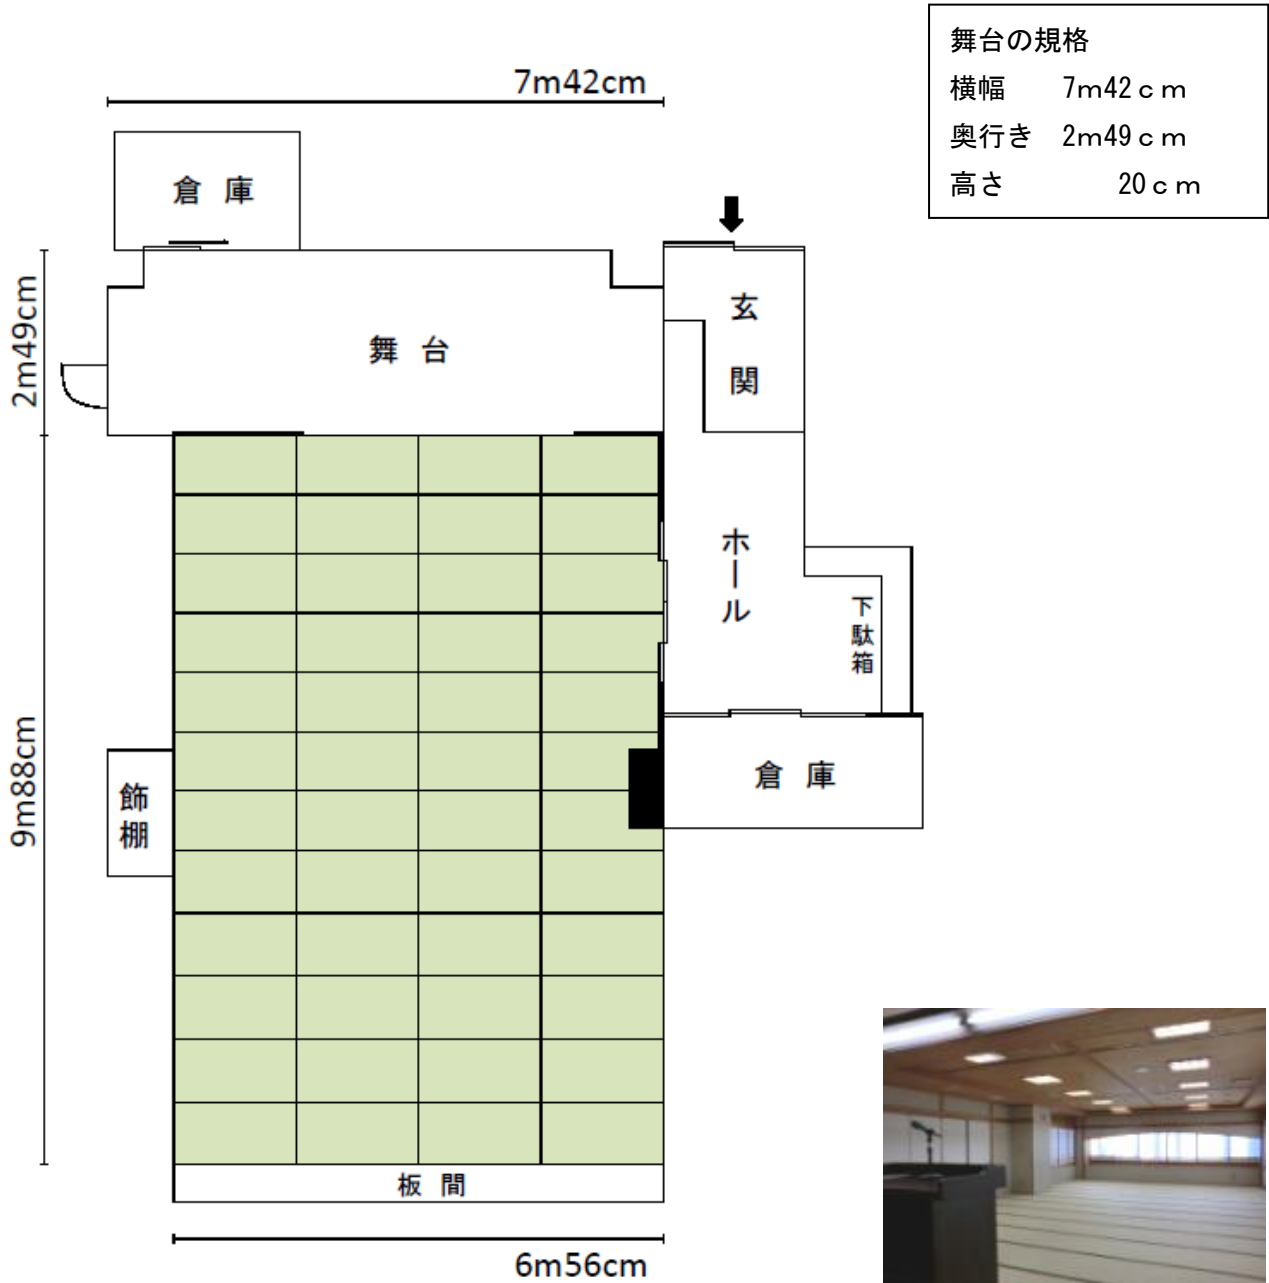 舞台の規格
横幅 7m42ｃｍ
奥行き 2m49ｃｍ
高さ 20ｃｍ
7m42cm
倉庫
2m49cm
舞台
玄関
ホール
下駄箱
9m88cm
飾棚
倉庫
板間
6m56cm